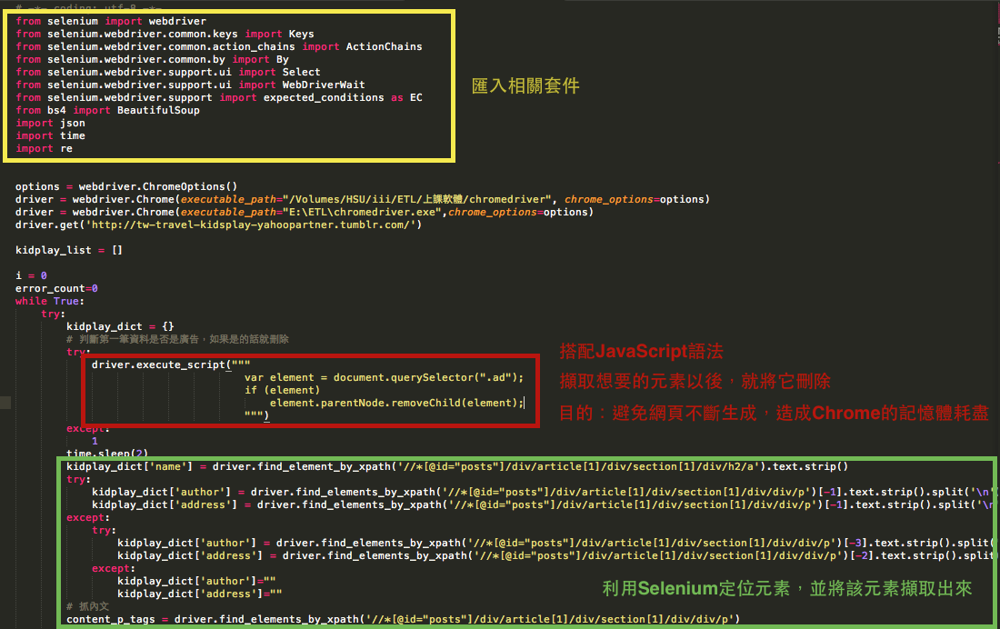 # -*- coding: utf-8 -*-
from selenium import webdriver
from selenium.webdriver.common.keys import Keys
from selenium.webdriver.common.action_chains import ActionChains
from selenium.webdriver.common.by import By
from selenium.webdriver.support.ui import Select
from selenium.webdriver.support.ui import WebDriverWait
from selenium.webdriver.support import expected_conditions as EC
from bs4 import BeautifulSoup
import json
import time
import re
匯入相關套件
options = webdriver.ChromeOptions()
driver = webdriver.Chrome(executable_path="/Volumes/HSU/iii/ETL/上課軟體/chromedriver", chrome_options=options)
driver = webdriver.Chrome(executable_path="E:\ETL\chromedriver.exe",chrome_options=options)
driver.get('http://tw-travel-kidsplay-yahoopartner.tumblr.com/')
kidplay_list = []
i = 0
error_count=0
while True:
try:
kidplay_dict = {}
# 判斷第一筆資料是否是廣告，如果是的話就刪除
try:
driver.execute_script("""
var element = document.querySelector(".ad");
if (element)
element.parentNode.removeChild(element);
""")
搭配JavaScript語法
擷取想要的元素以後，就將它刪除
目的：避免網頁不斷生成，造成Chrome的記憶體耗盡
except:
1
time.sleep(2)
kidplay_dict['name'] = driver.find_element_by_xpath('//*[@id="posts"]/div/article[1]/div/section[1]/div/h2/a').text.strip()
try:
kidplay_dict['author'] = driver.find_elements_by_xpath('//*[@id="posts"]/div/article[1]/div/section[1]/div/div/p')[-1].text.strip().split('\n'
kidplay_dict['address'] = driver.find_elements_by_xpath('//*[@id="posts"]/div/article[1]/div/section[1]/div/div/p')[-1].text.strip().split('\n
except:
try:
kidplay_dict['author'] = driver.find_elements_by_xpath('//*[@id="posts"]/div/article[1]/div/section[1]/div/div/p')[-3].text.strip().split(
kidplay_dict['address'] = driver.find_elements_by_xpath('//*[@id="posts"]/div/article[1]/div/section[1]/div/div/p')[-2].text.strip().split
except:
kidplay_dict['author']=""
kidplay_dict['address']=""
利用Selenium定位元素，並將該元素擷取出來
# 抓內文
content_p_tags = driver.find_elements_by_xpath('//*[@id="posts"]/div/article[1]/div/section[1]/div/div/p')